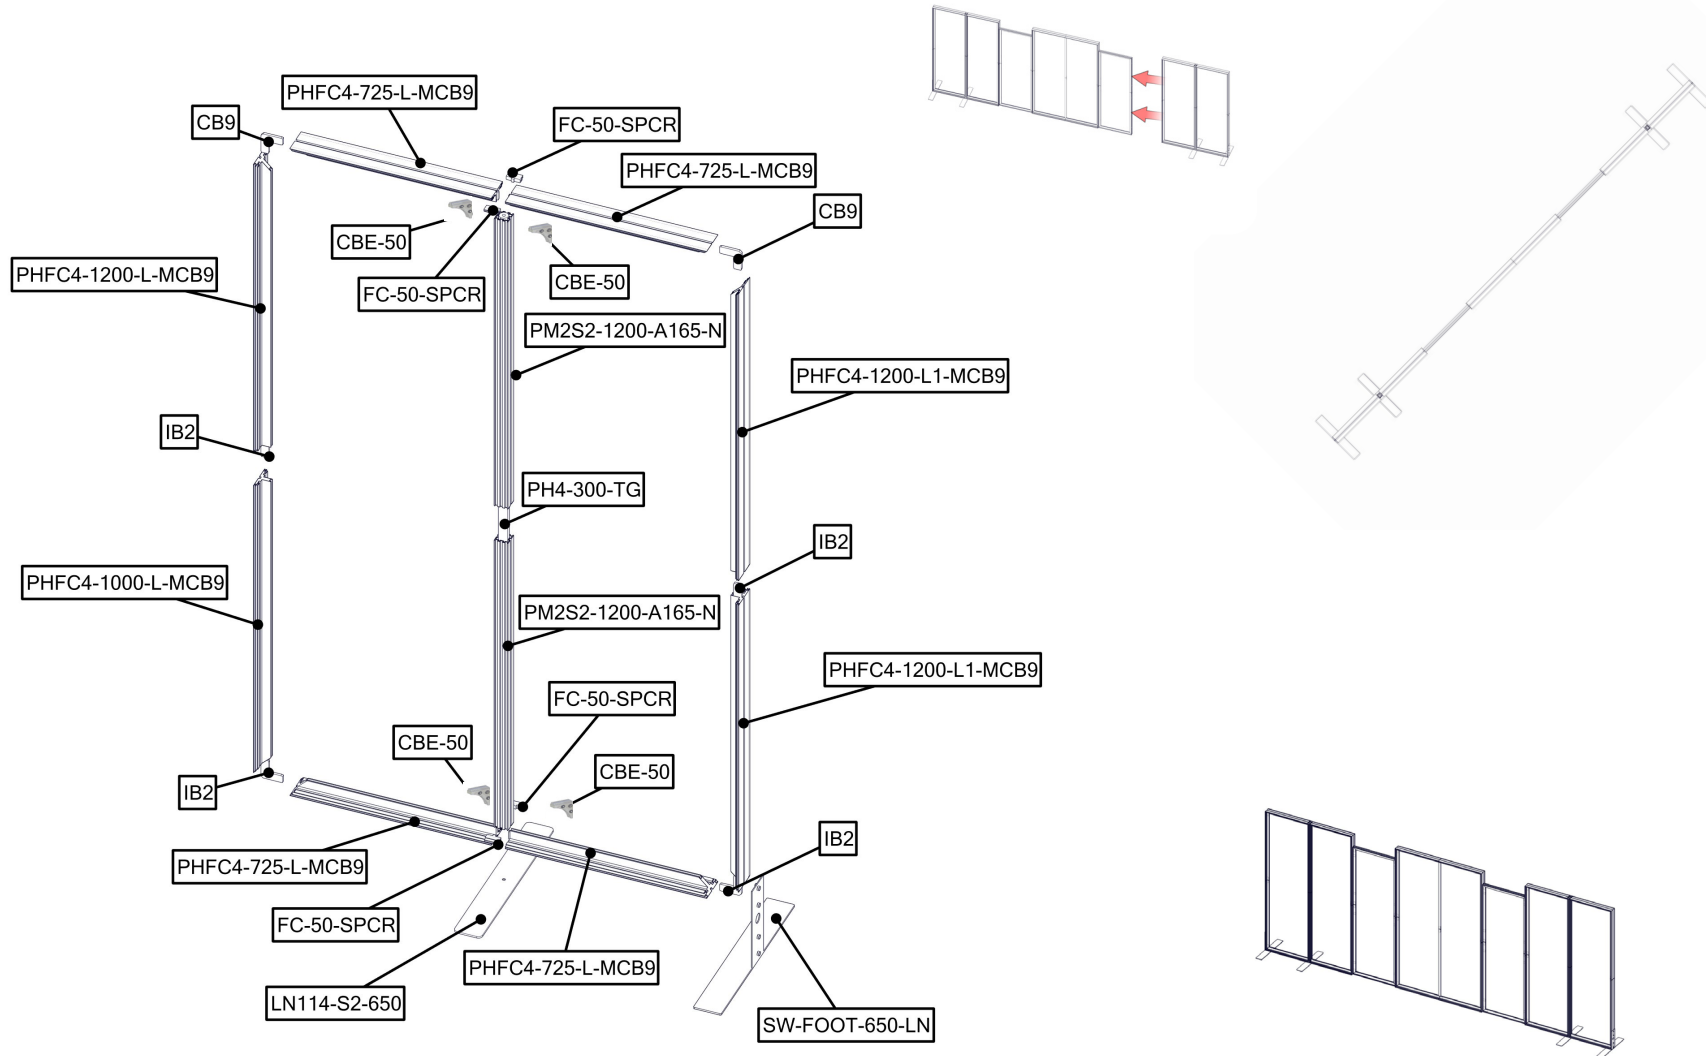 PHFC4-725-L-MCB9
CB9
FC-50-SPCR
PHFC4-725-L-MCB9
CB9
CBE-50
PHFC4-1200-L-MCB9
CBE-50
FC-50-SPCR
PM2S2-1200-A165-N
PHFC4-1200-L1-MCB9
IB2
PH4-300-TG
IB2
PHFC4-1000-L-MCB9
PM2S2-1200-A165-N
PHFC4-1200-L1-MCB9
FC-50-SPCR
CBE-50
CBE-50
IB2
IB2
PHFC4-725-L-MCB9
FC-50-SPCR
PHFC4-725-L-MCB9
LN114-S2-650
SW-FOOT-650-LN